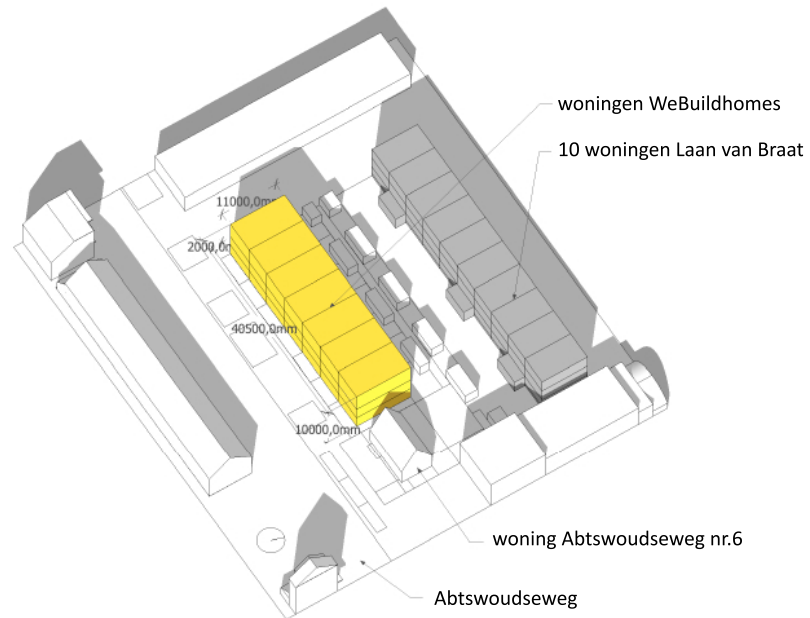 woningen WeBuildhomes
10 woningen Laan van Braat
11000,0mm
2000,0m
40500,0mm
10000,0mm
woning Abtswoudseweg nr.6
Abtswoudseweg